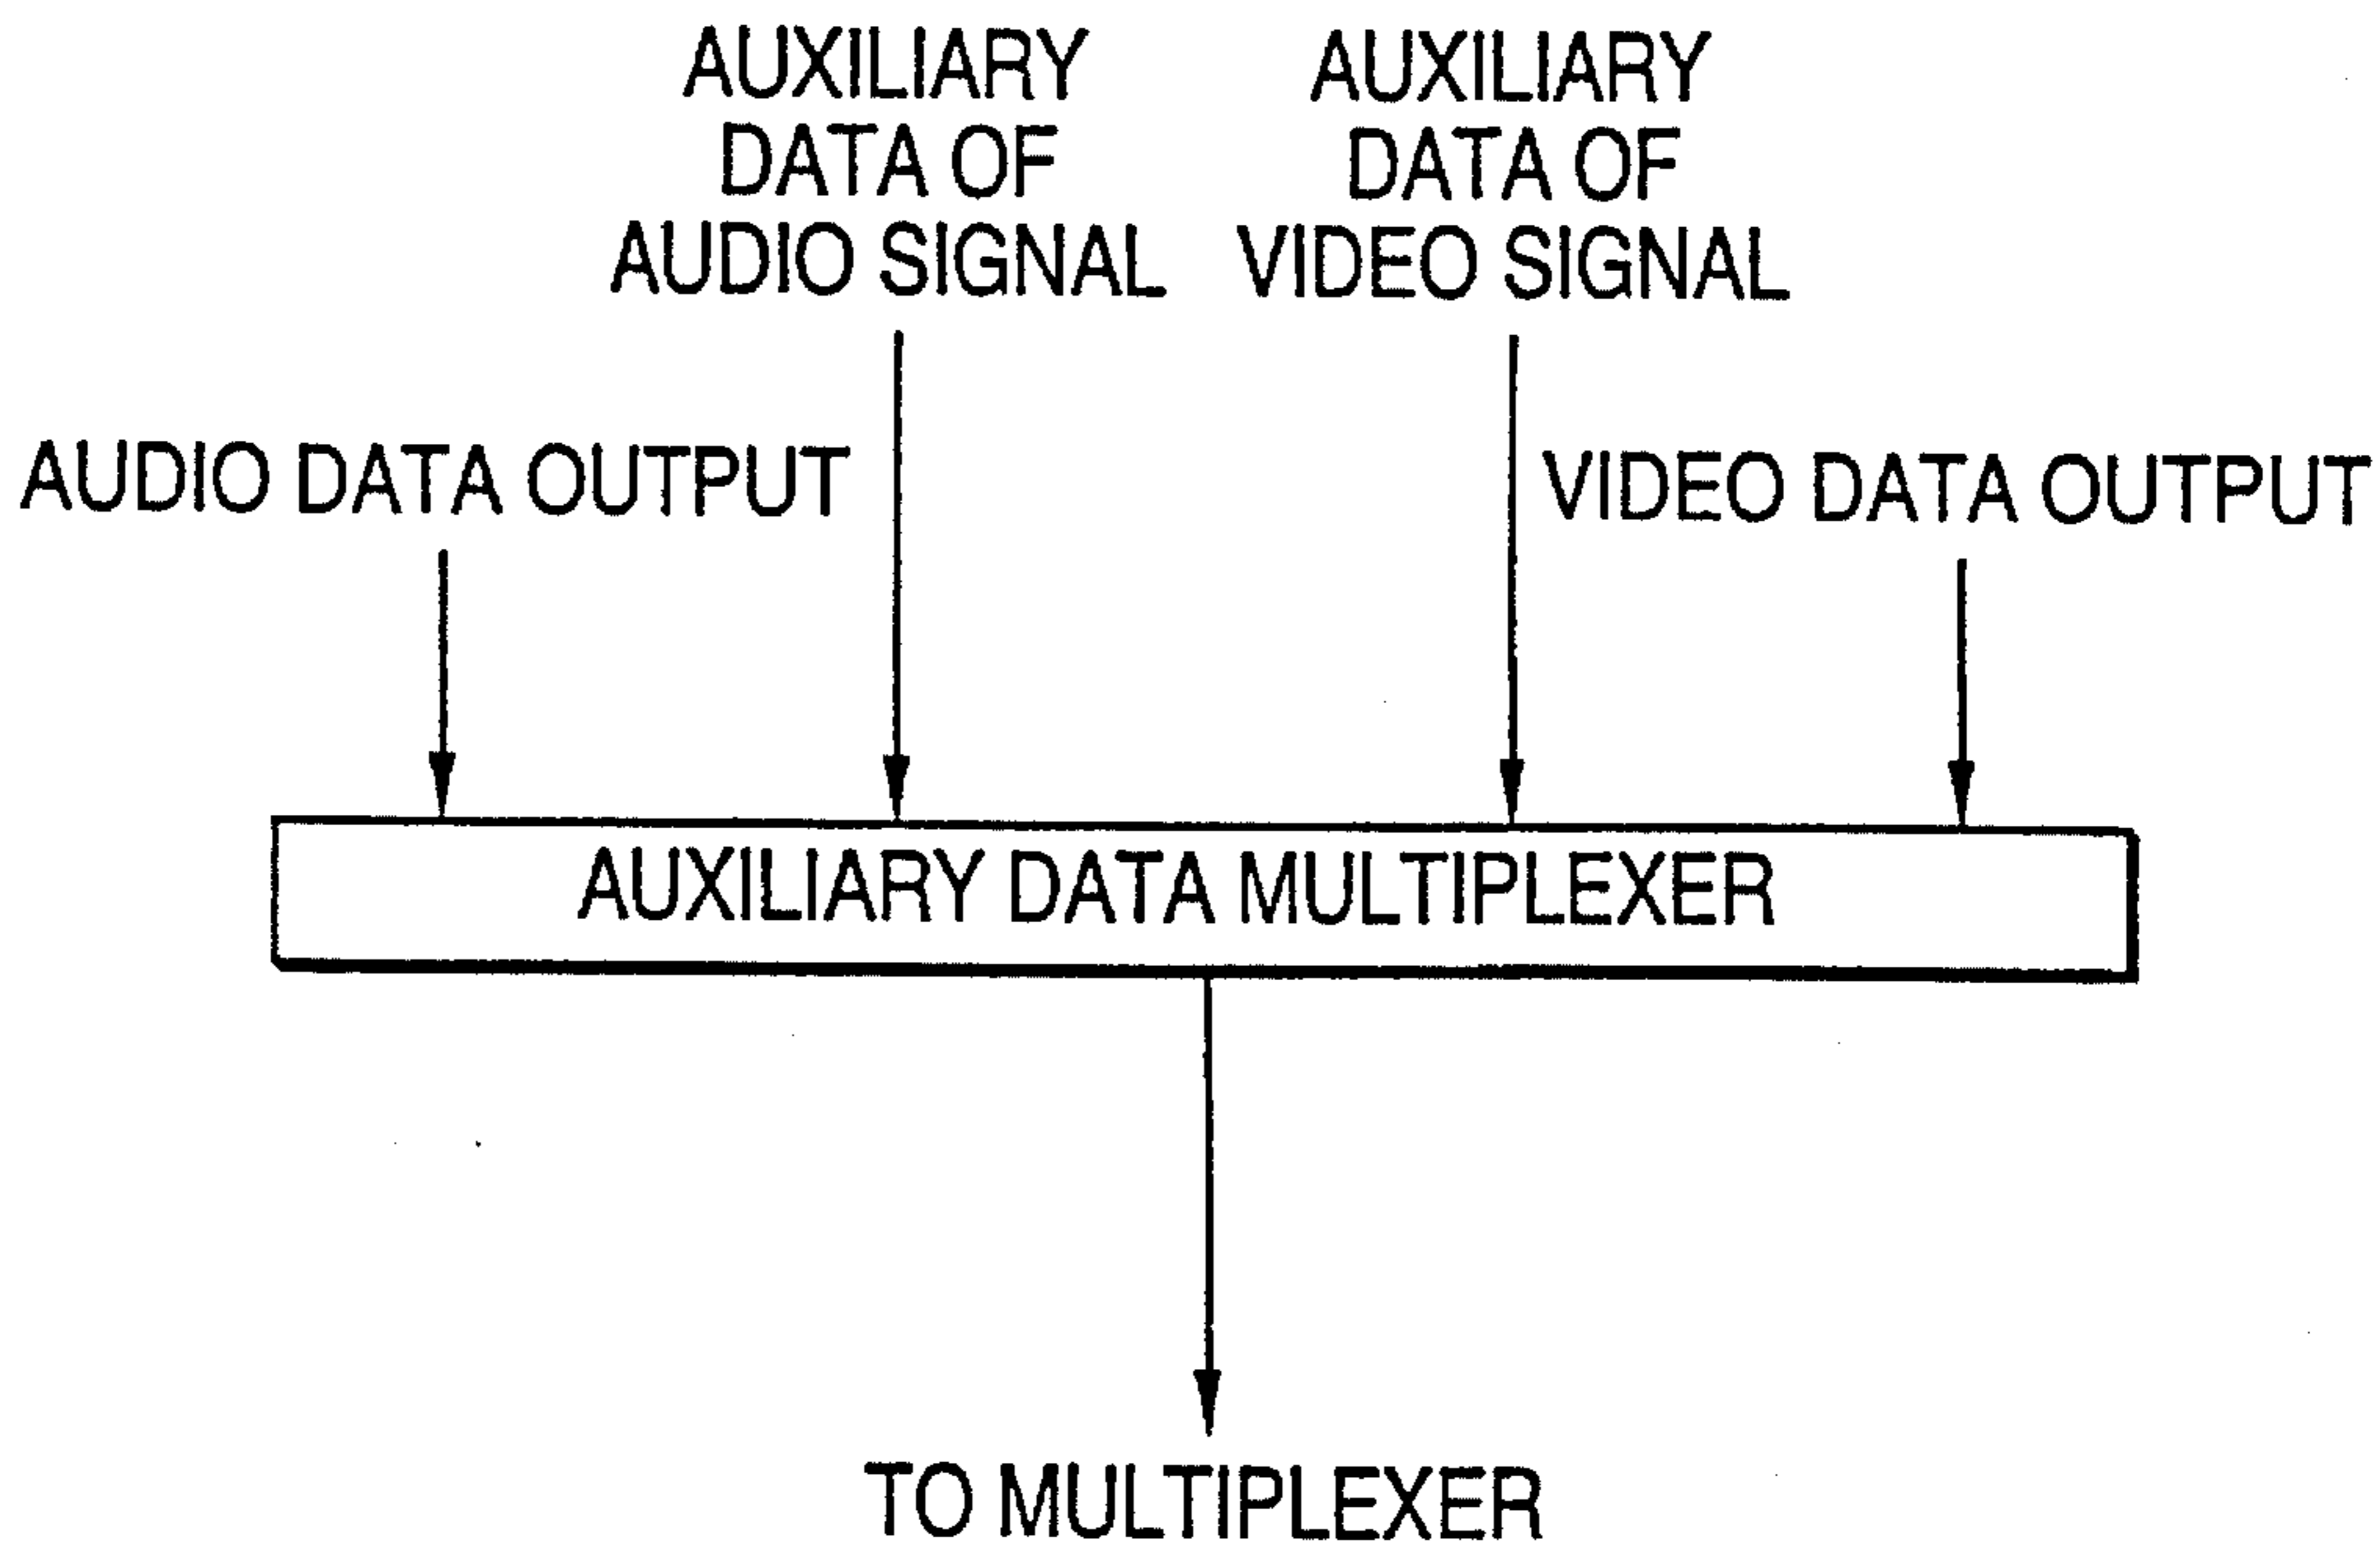 AUXILIARY
DATA OF
AUDIO SIGNAL
AUXILIARY
DATA OF
VIDEO SIGNAL
AUDIO DATA OUTPUT
VIDEO DATA OUTPUT
AUXILIARY DATA MULTIPLEXER
TO MULTIPLEXER